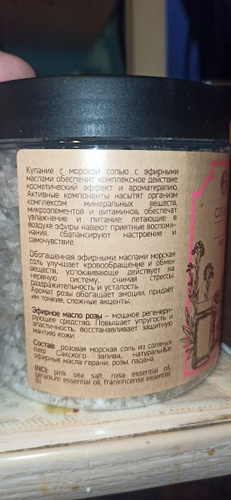 Купание с морской солью с эфирными
маслами обеспечит комплексное действие:
косметический эффект и ароматерапию.
Активные компоненты насытят организм
комплексом минеральных веществ,
микроэлементов и витаминов, обеспечат
увлажнение и питание; летающие в
воздухе эфиры навеют приятные воспоми-
нания, сбалансируют настроение и
самочувствие.
Обогащенная эфирными маслами морская
соль улучшает кровообращение и обмен
веществ, успокаивающе действует на
нервную систему, снимая стресс,
раздражительность и усталость.
Аромат розы обогащает эмоции, придаёт
им тонкие, сложные акценты.
Эфирное масло розы - мощное регенери-
рующее средство. Повышает упругость и
эластичность, восстанавливает защитную
мантию кожи.
Состав: розовая морская соль из соляных
озер Сакского залива, натуральные
эфирные масла герани, розы, ладана.
INCI: pink sea salt, rosa essential oil,
geranium essential oil, frankincense essential
oil.